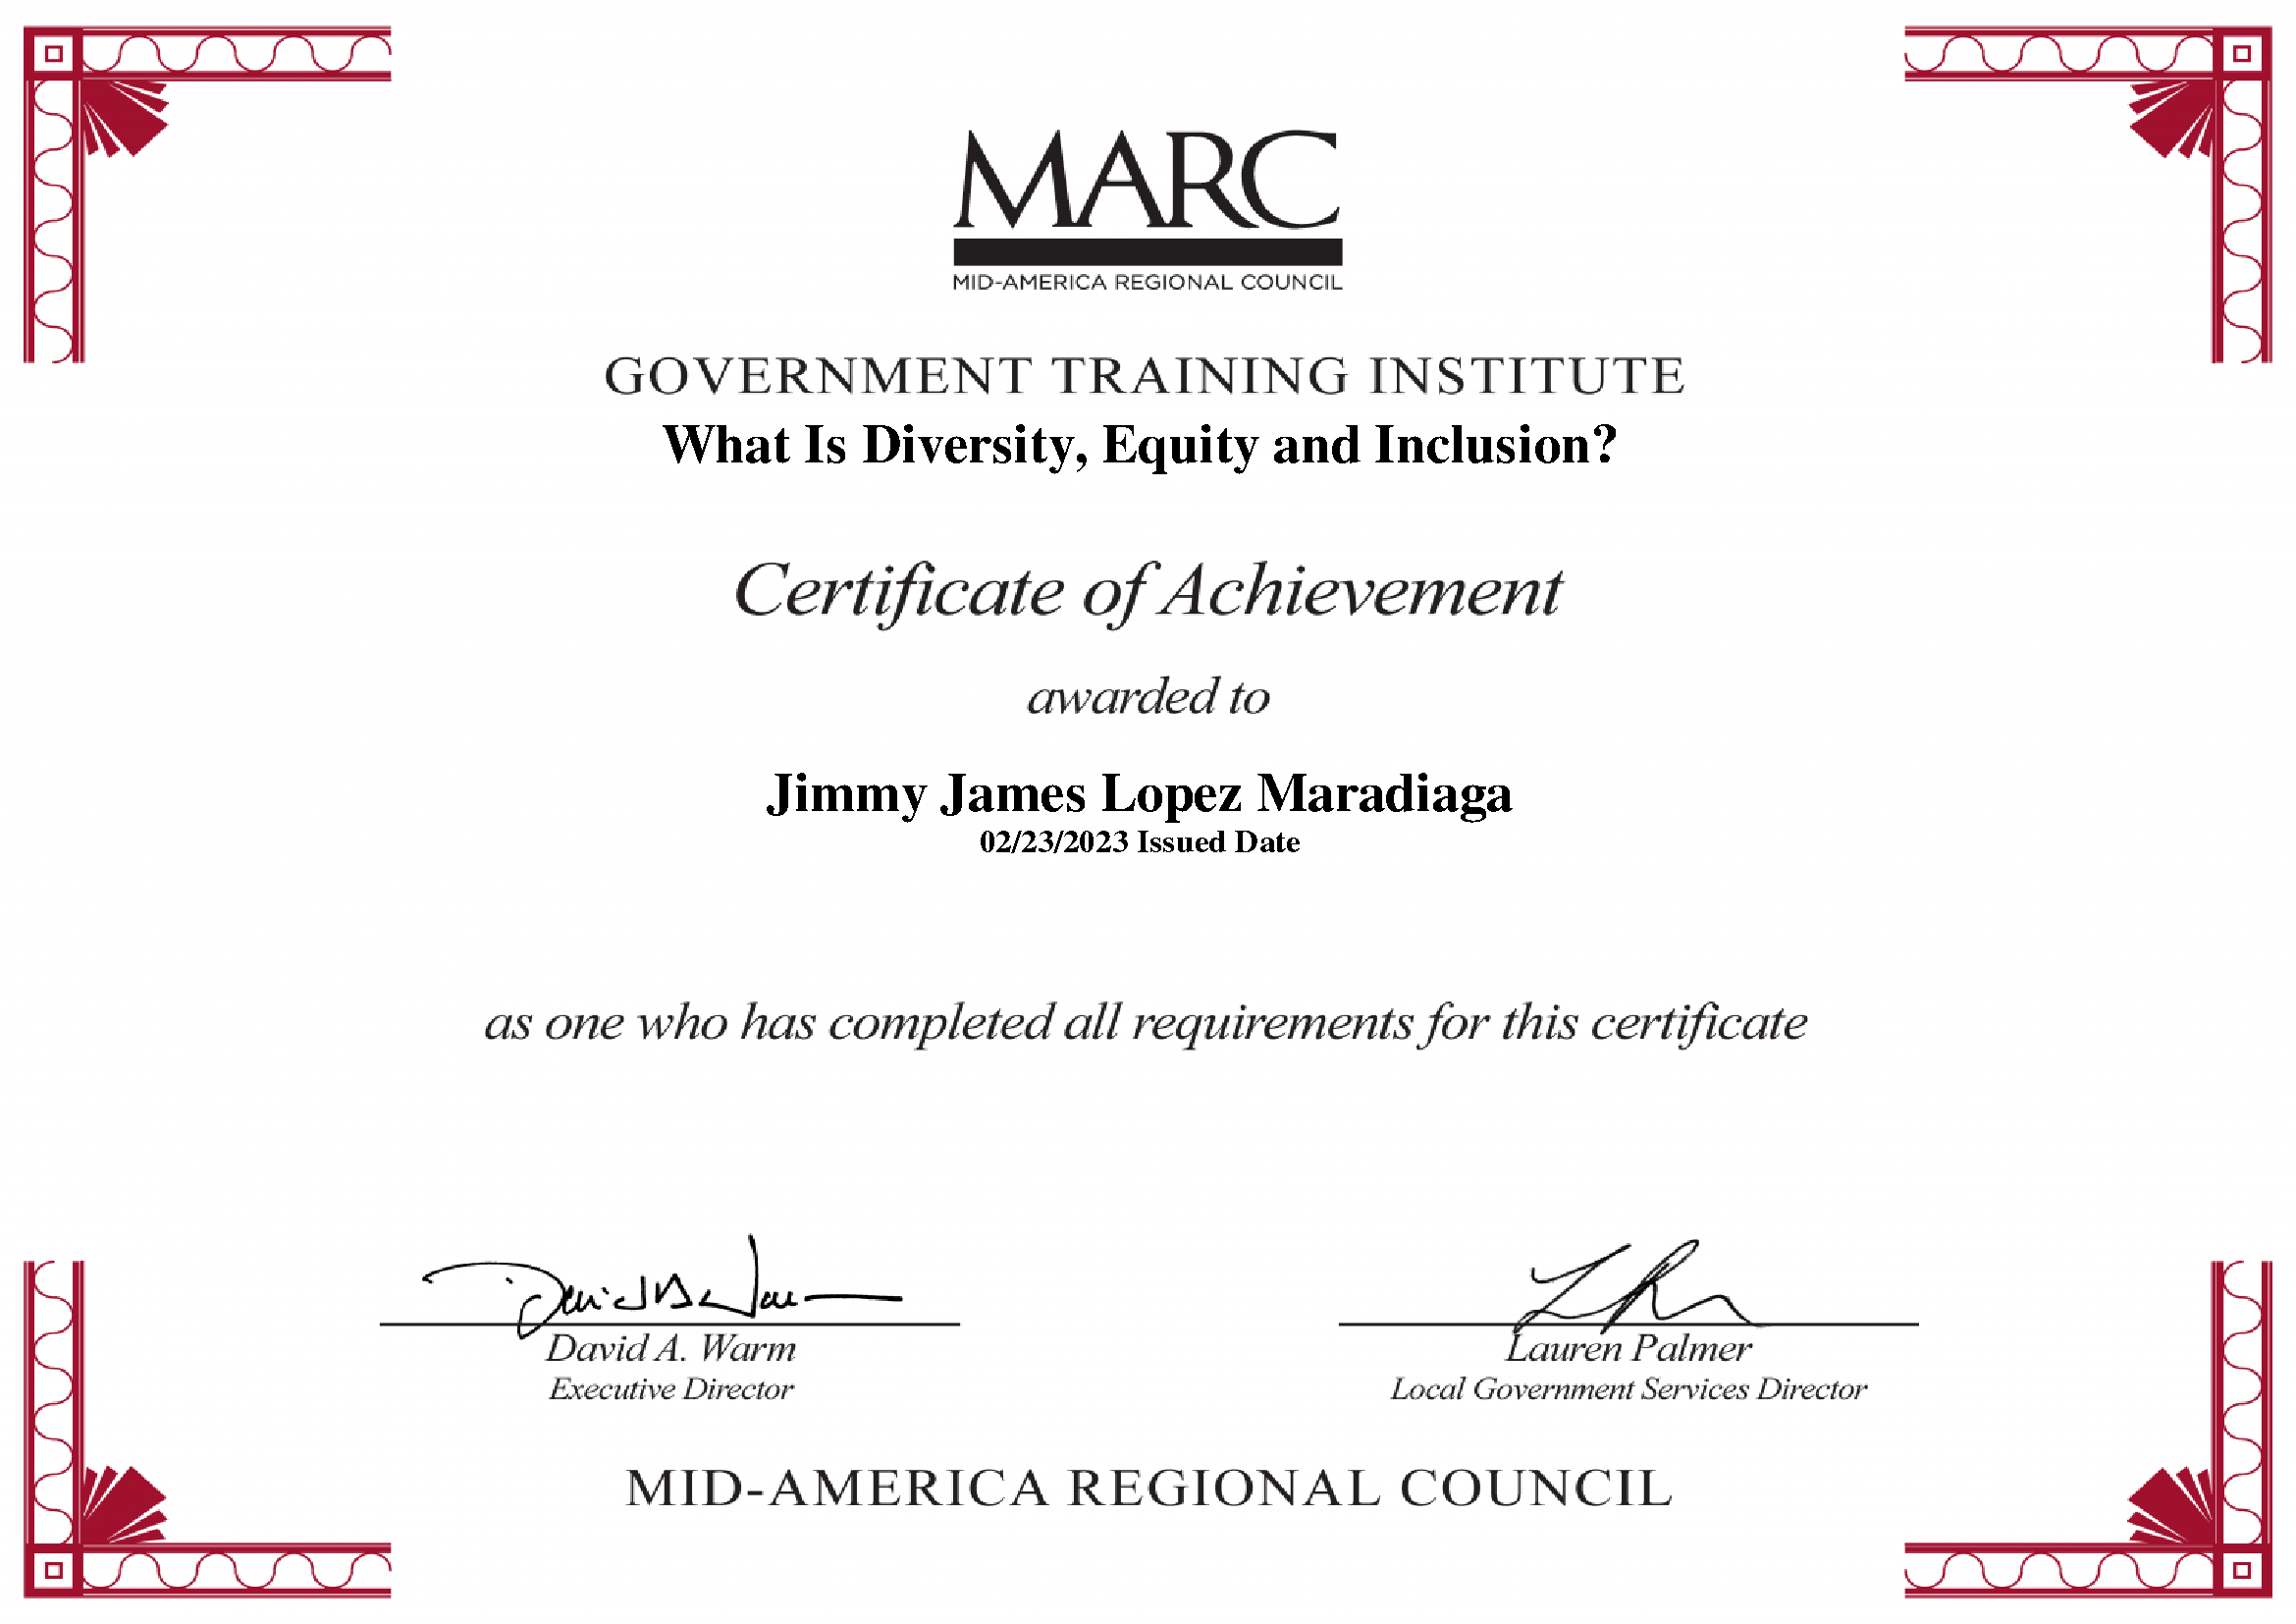 MARC
MID-AMERICA REGIONAL COUNCIL
GOVERNMENT TRAINING INSTITUTE
What Is Diversity, Equity and Inclusion?
Certificate of Achievement
awarded to
Jimmy James Lopez Maradiaga
02/23/2023 Issued Date
as one who has completed all requirements for this certificate
David A. Warm
Executive Director
Lauren Palmer
Local Government Services Director
MID-AMERICA REGIONAL COUNCIL